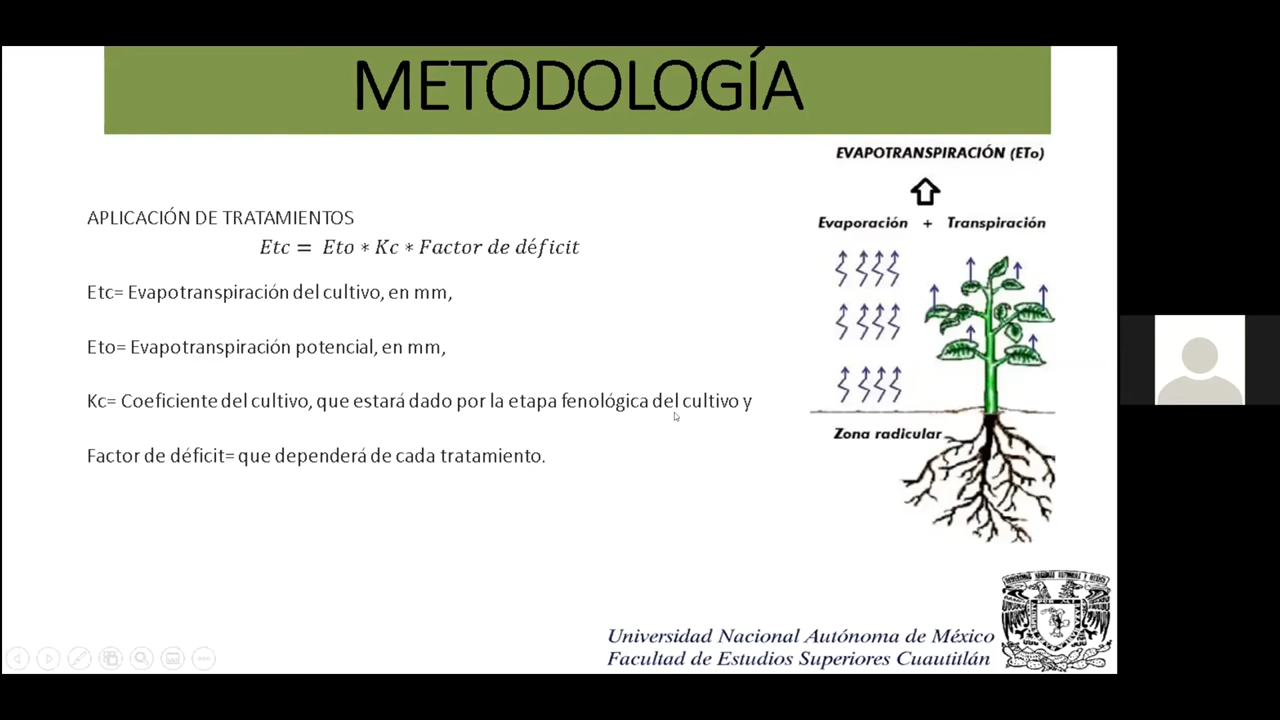 METODOLOGÍA
EVAPOTRANSPIRACIÓN (ETo)
Evaporación + Transpiración
APLICACIÓN DE TRATAMIENTOS
Etc = Eto * Kc * Factor de déficit
Etc= Evapotranspiración del cultivo, en mm,
Eto= Evapotranspiración potencial, en mm,
Kc= Coeficiente del cultivo, que estará dado por la etapa fenológica del cultivo y
Factor de déficit= que dependerá de cada tratamiento.
Zona radicular
Universidad Nacional Autónoma de México
Facultad de Estudios Superiores Cuautitlán